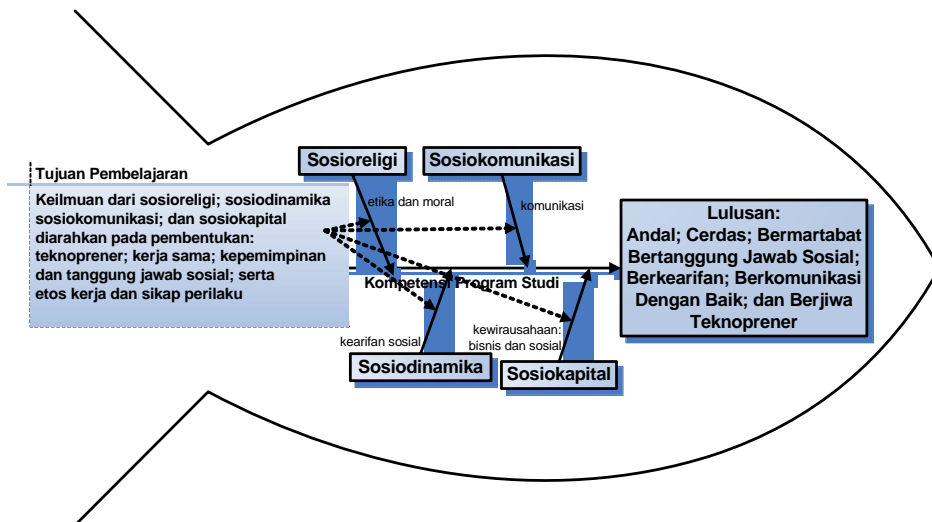 Sosioreligi
Sosiokomunikasi
Tujuan Pembelajaran
Keilmuan dari sosioreligi; sosiodinamika
sosiokomunikasi; dan sosiokapital
diarahkan pada pembentukan:
teknoprener; kerja sama; kepemimpinan
dan tanggung jawab sosial; serta
etos kerja dan sikap perilaku
etika dan moral
komunikasi
Kompetensi Program Studi
kearifan sosial
kewirausahaan:
bisnis dan sosial
Sosiodinamika
Sosiokapital
Lulusan:
Andal; Cerdas; Bermartabat
Bertanggung Jawab Sosial;
Berkearifan; Berkomunikasi
Dengan Baik; dan Berjiwa
Teknoprener